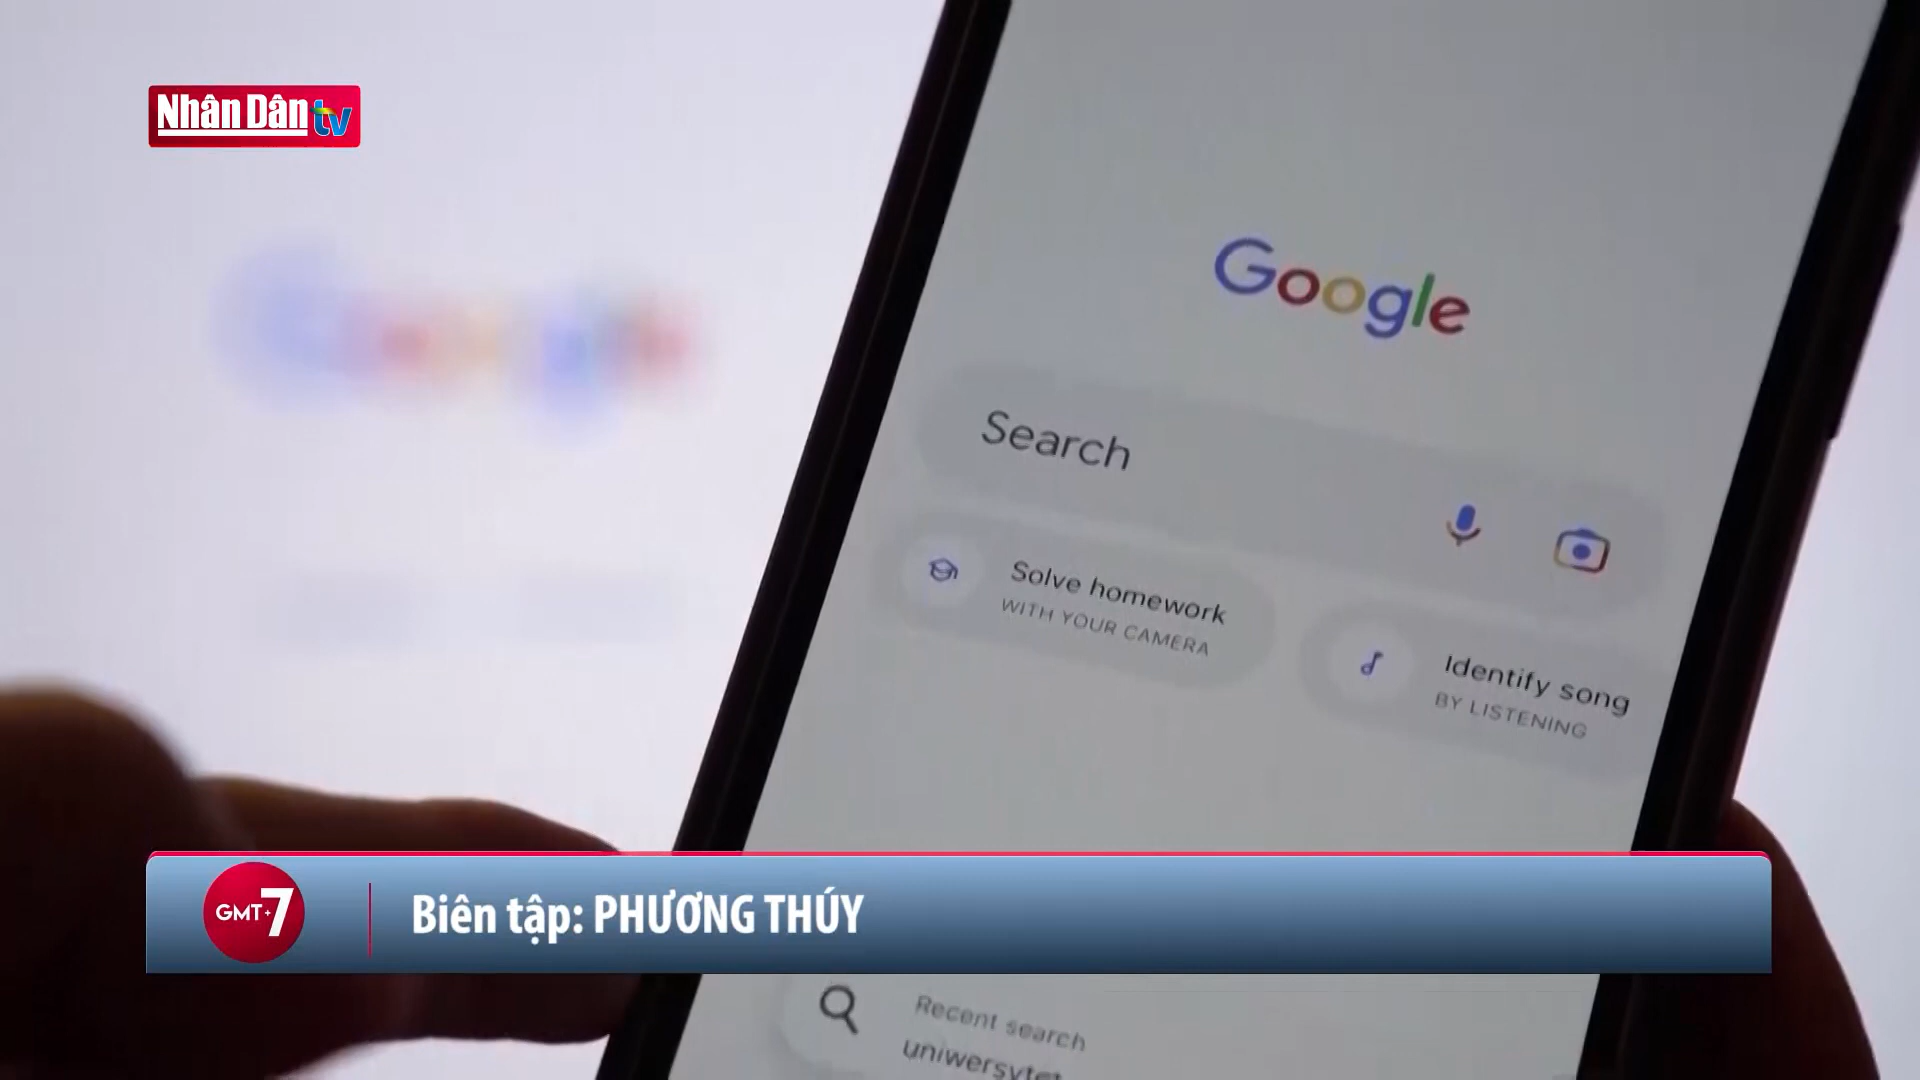 Nhân Dân tv
Google
Search
Solve homework
WITH YOUR CAMERA
Identify song
BY LISTENING
GMT+7
Biên tập: PHƯƠNG THÚY
Recent search
uniwersytet